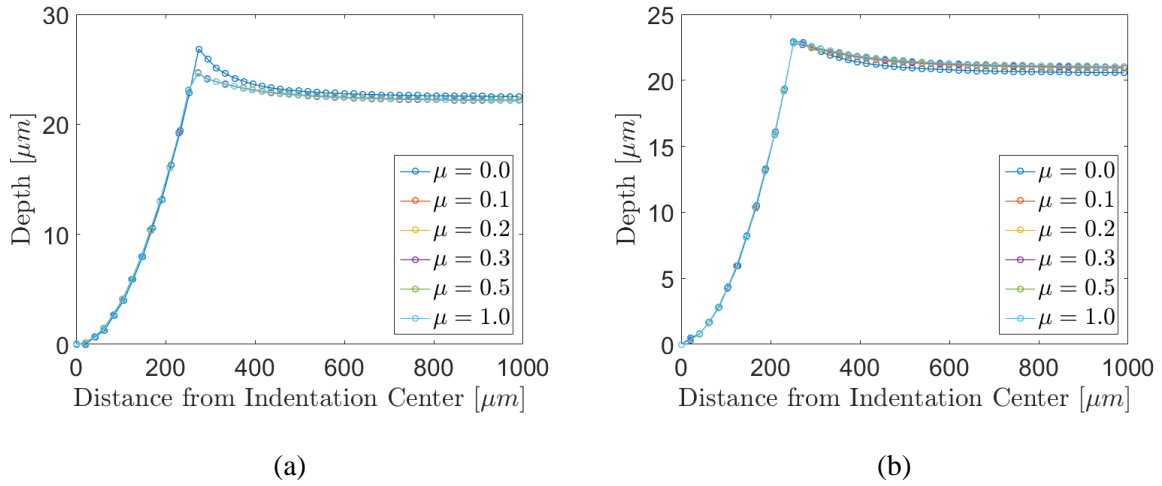 30
20
10
0
Depth [μm]
0 200 400 600 800 1000
Distance from Indentation Center [μm]
μ = 0.0
μ = 0.1
μ = 0.2
μ = 0.3
μ = 0.5
μ = 1.0
(a)
25
20
15
10
5
0
Depth [μm]
0 200 400 600 800 1000
Distance from Indentation Center [μm]
μ = 0.0
μ = 0.1
μ = 0.2
μ = 0.3
μ = 0.5
μ = 1.0
(b)